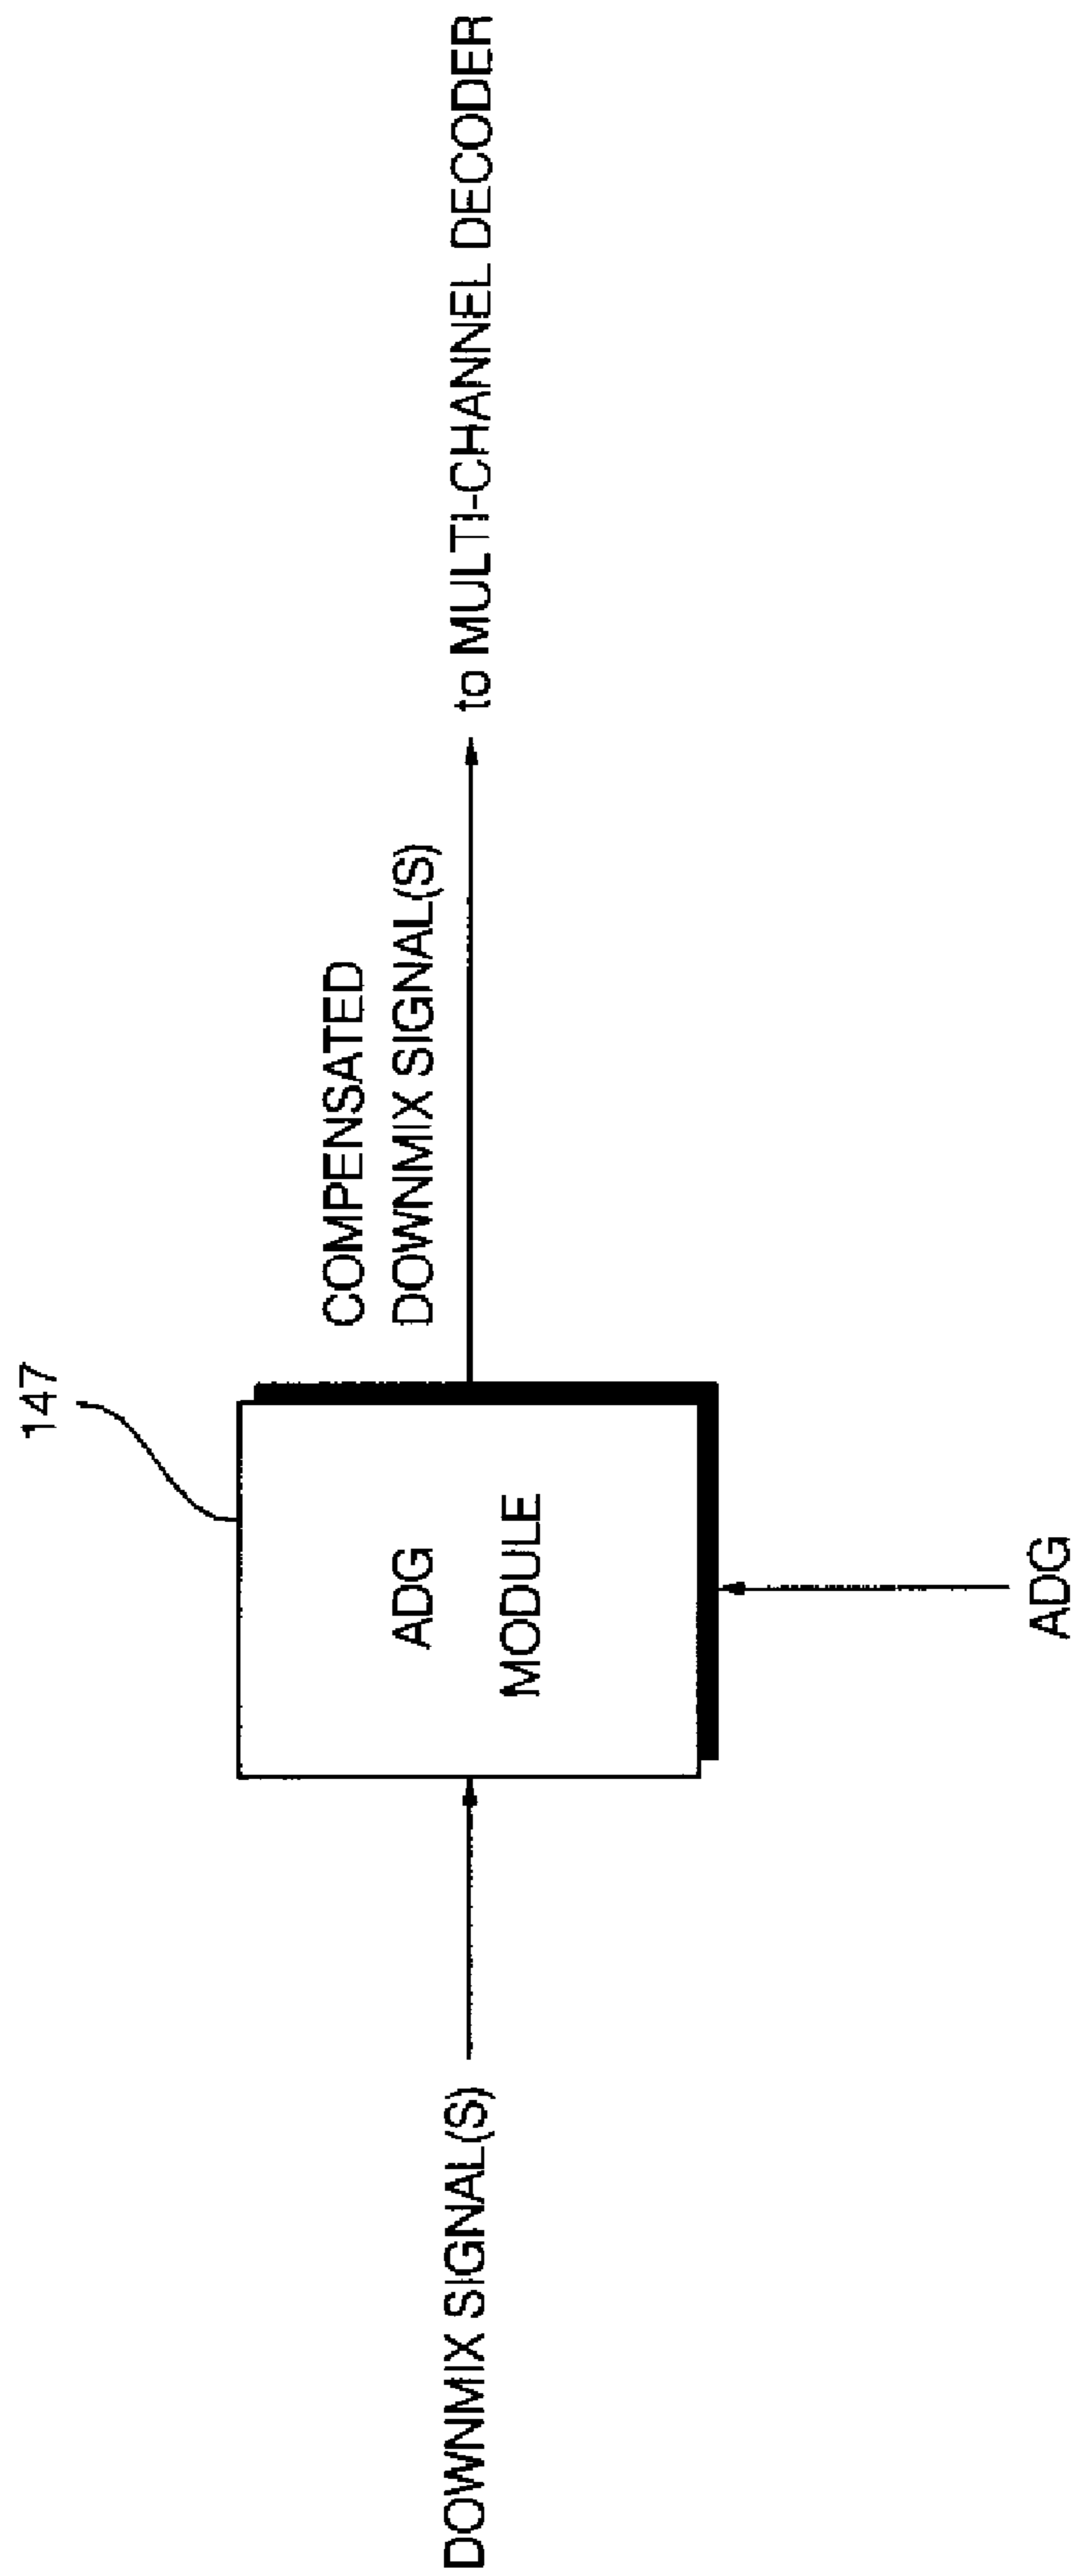 147
DOWNMIX SIGNAL(S)
ADG
MODULE
COMPENSATED
DOWNMIX SIGNAL(S)
to MULTI-CHANNEL DECODER
ADG